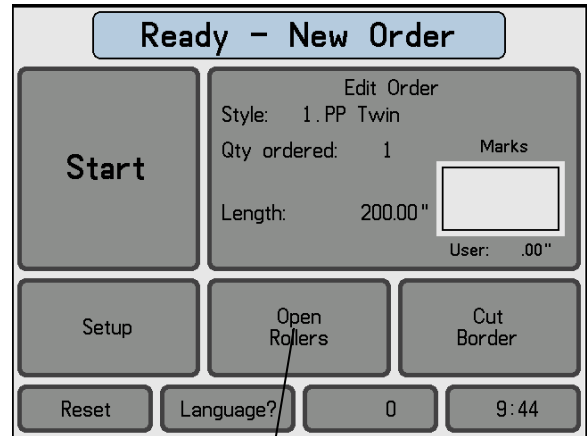 Ready - New Order
Start
Edit Order
Style: 1.PP Twin
Qty ordered: 1
Marks
Length: 200.00"
User: .00"
Setup
Open
Rollers
Cut
Border
Reset
Language?
0
9:44